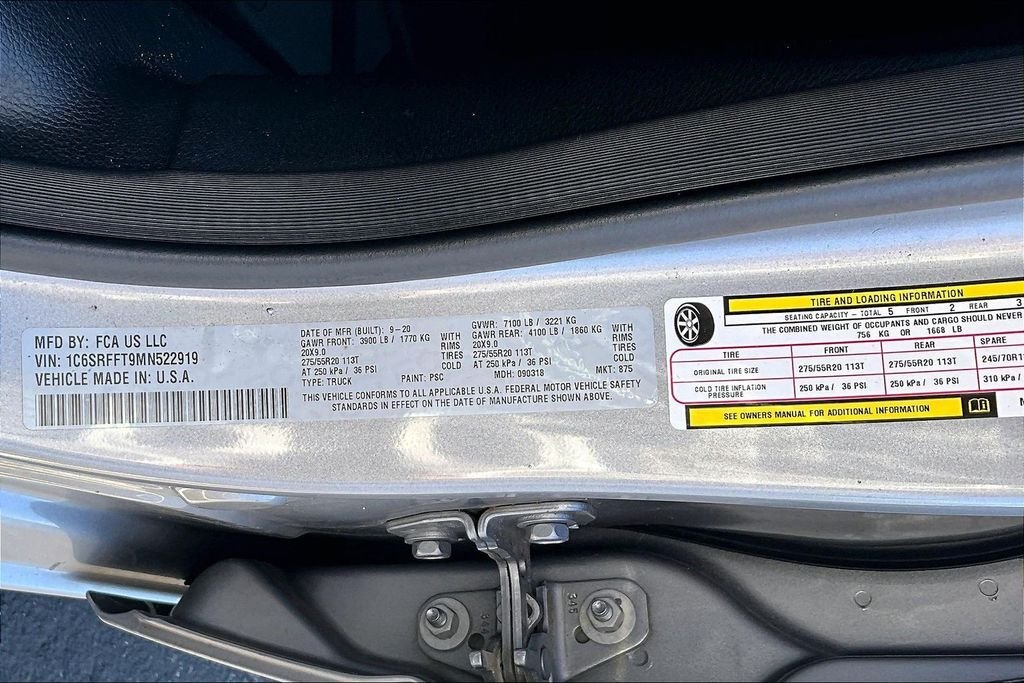 MFD BY: FCA US LLC
VIN: 1C6SRFFT9MN522919
VEHICLE MADE IN: U.S.A.
DATE OF MFR (BUILT): 9-20
GAWR FRONT: 3900 LB / 1770 KG WITH
20X9.0 RIMS
275/55R20 113T TIRES
AT 250 kPa / 36 PSI COLD
TYPE: TRUCK PAINT: PSC
GVWR: 7100 LB / 3221 KG
GAWR REAR: 4100 LB / 1860 KG WITH
20X9.0 RIMS
275/55R20 113T TIRES
AT 250 kPa / 36 PSI COLD
MDH: 090318 MKT: 875
THIS VEHICLE CONFORMS TO ALL APPLICABLE U.S.A. FEDERAL MOTOR VEHICLE SAFETY
STANDARDS IN EFFECT ON THE DATE OF MANUFACTURE SHOWN ABOVE.
TIRE AND LOADING INFORMATION
SEATING CAPACITY - TOTAL 5 FRONT 2 REAR 3
THE COMBINED WEIGHT OF OCCUPANTS AND CARGO SHOULD NEVER
756 KG OR 1668 LB
TIRE FRONT REAR
ORIGINAL TIRE SIZE 275/55R20 113T 275/55R20 113T 245/70R1
COLD TIRE INFLATION PRESSURE 250 kPa / 36 PSI 250 kPa / 36 PSI 310 kPa /
SEE OWNERS MANUAL FOR ADDITIONAL INFORMATION
345